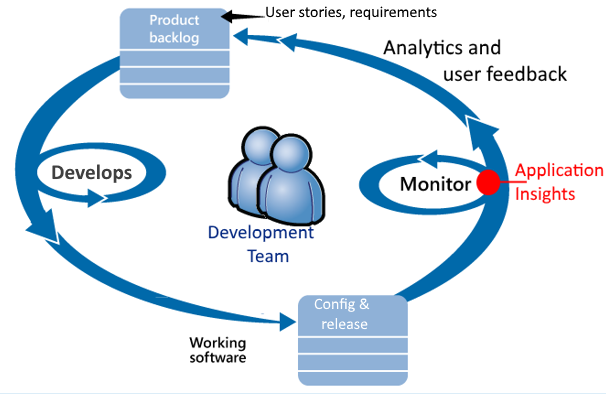 Product
backlog
User stories, requirements
Analytics and
user feedback
Develops
Monitor
Application
Insights
Development
Team
Config &
release
Working
software